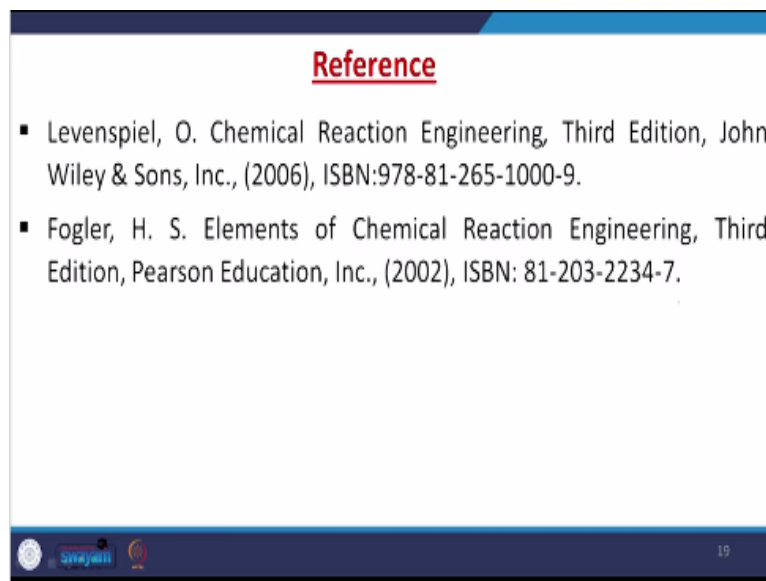 Reference
▪ Levenspiel, O. Chemical Reaction Engineering, Third Edition, John
Wiley & Sons, Inc., (2006), ISBN:978-81-265-1000-9.
▪ Fogler, H. S. Elements of Chemical Reaction Engineering, Third
Edition, Pearson Education, Inc., (2002), ISBN: 81-203-2234-7.
swayam
19